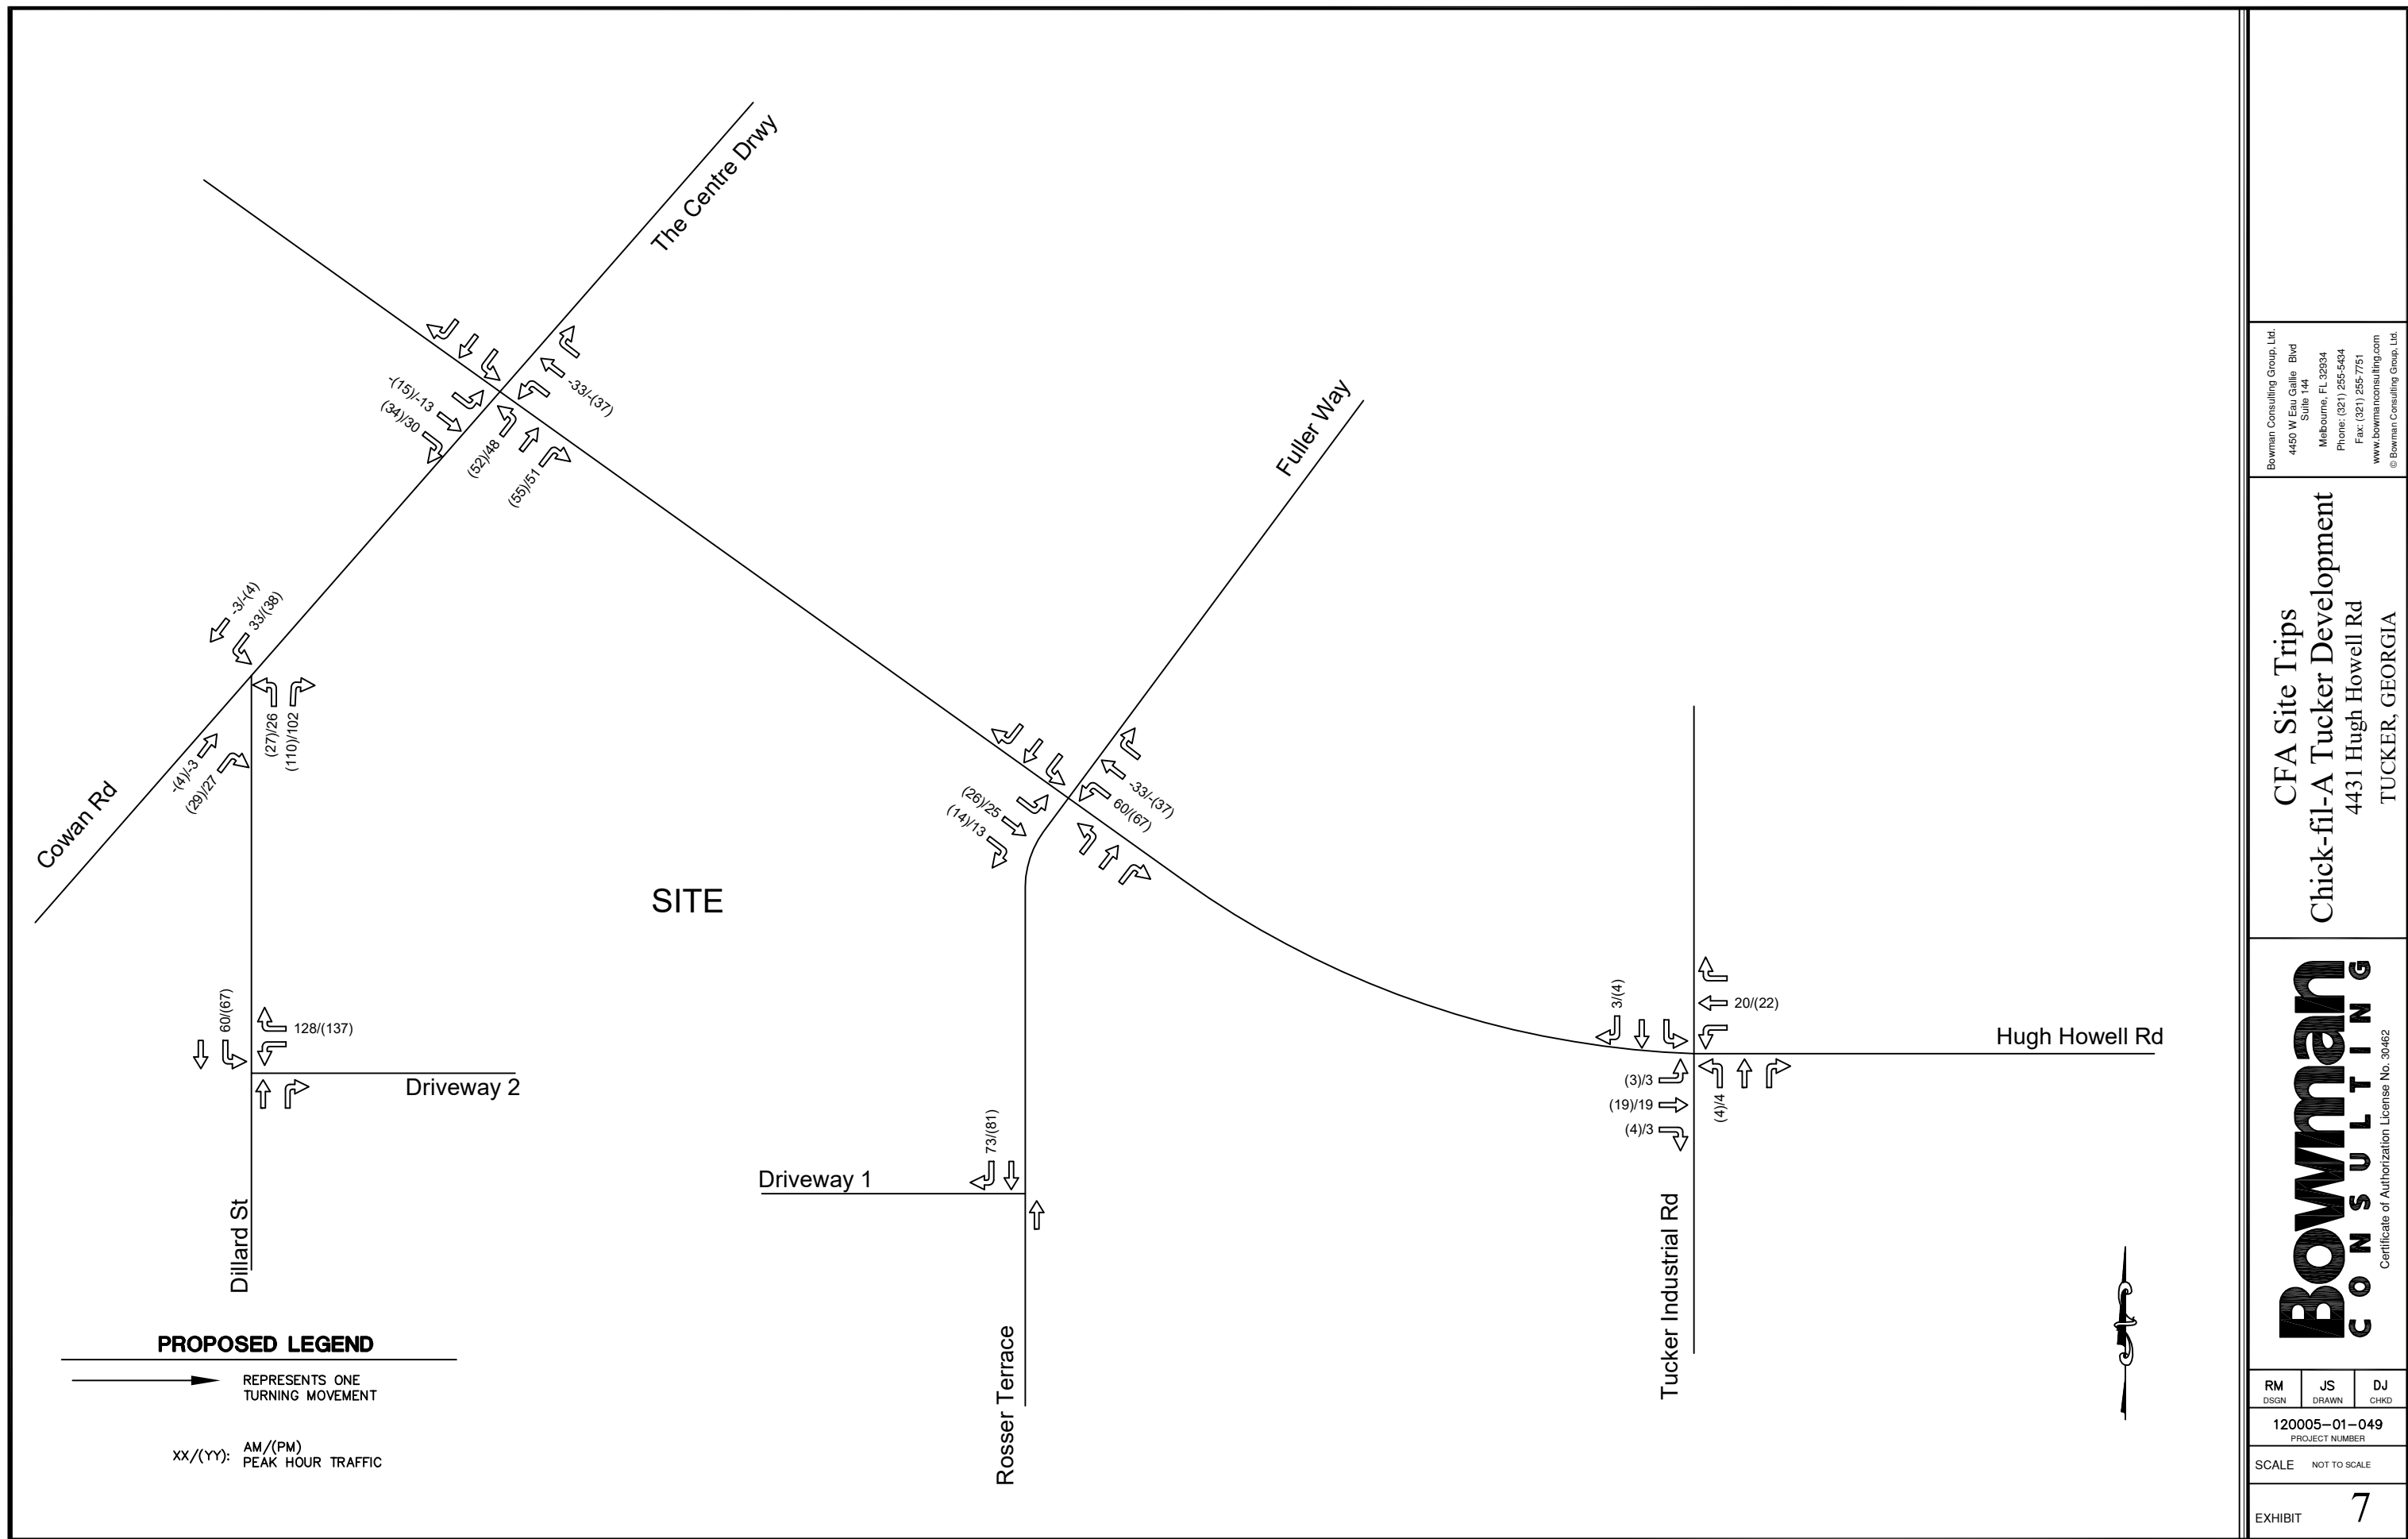 The Centre Drwy
-(15)/-13
(34)/30
-33/-(37)
(52)/48
(55)/51
Fuller Way
-3/-(4)
33/(38)
(27)/26
(110)/102
-(4)/-3
(29)/27
Cowan Rd
(26)/25
(14)/13
-33/-(37)
60/(67)
SITE
60/(67)
128/(137)
Driveway 2
Dillard St
73/(81)
Driveway 1
Rosser Terrace
3/(4)
20/(22)
Hugh Howell Rd
(3)/3
(19)/19
(4)/3
(4)/4
Tucker Industrial Rd
PROPOSED LEGEND
REPRESENTS ONE
TURNING MOVEMENT
XX/(YY): AM/(PM)
PEAK HOUR TRAFFIC
Bowman Consulting Group, Ltd.
4450 W Eau Gallie Blvd
Suite 144
Melbourne, FL 32934
Phone: (321) 255-5434
Fax: (321) 255-7751
www.bowmanconsulting.com
© Bowman Consulting Group, Ltd.
CFA Site Trips
Chick-fil-A Tucker Development
4431 Hugh Howell Rd
TUCKER, GEORGIA
Bowman
CONSULTING
Certificate of Authorization License No. 30462
RM JS DJ
DSGN DRAWN CHKD
120005-01-049
PROJECT NUMBER
SCALE NOT TO SCALE
EXHIBIT 7